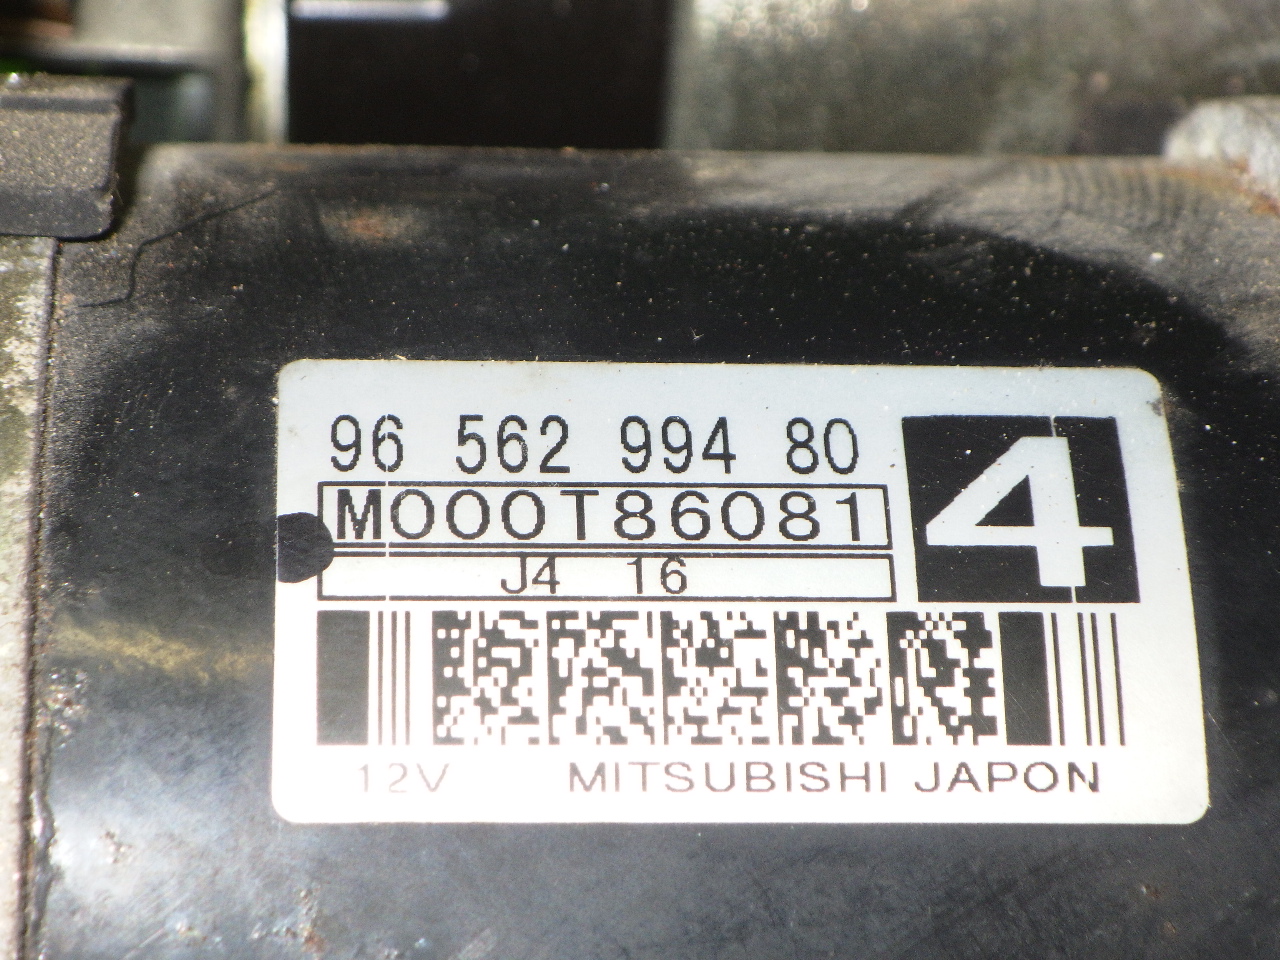 96 562 994 80
4
M000T86081
J4 16
12V MITSUBISHI JAPON